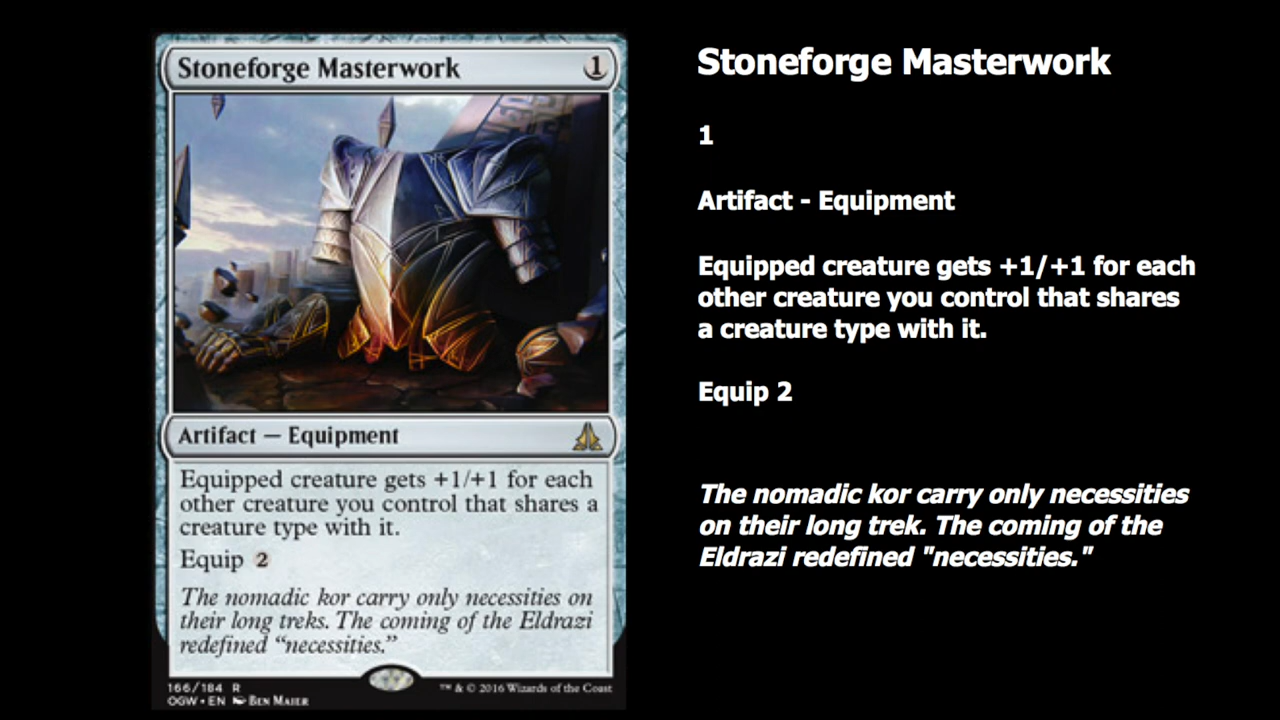 Stoneforge Masterwork 1
Artifact — Equipment
Equipped creature gets +1/+1 for each
other creature you control that shares a
creature type with it.
Equip 2
The nomadic kor carry only necessities on
their long treks. The coming of the Eldrazi
redefined “necessities.”
166/184 R
OGW • EN Ben Maier
™ & © 2016 Wizards of the Coast
Stoneforge Masterwork
1
Artifact - Equipment
Equipped creature gets +1/+1 for each
other creature you control that shares
a creature type with it.
Equip 2
The nomadic kor carry only necessities
on their long trek. The coming of the
Eldrazi redefined "necessities."